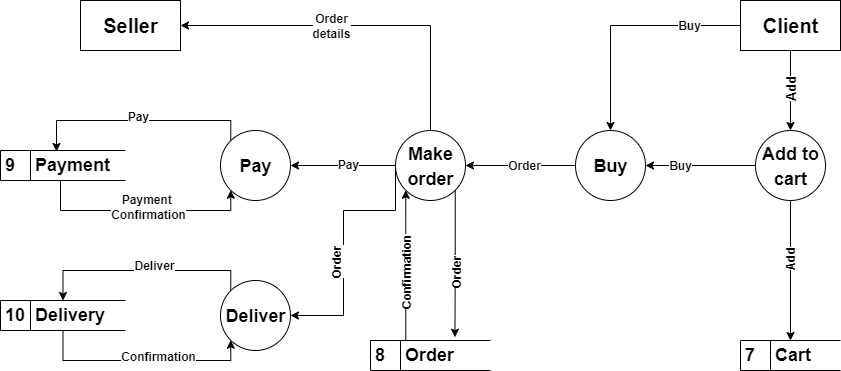 Seller
Order
details
Buy
Client
Add
Pay
9 Payment
Payment
Confirmation
Pay
Pay
Make
order
Order
Buy
Buy
Add to
cart
Deliver
10 Delivery
Confirmation
Deliver
Order
Confirmation
Order
Add
8 Order
7 Cart